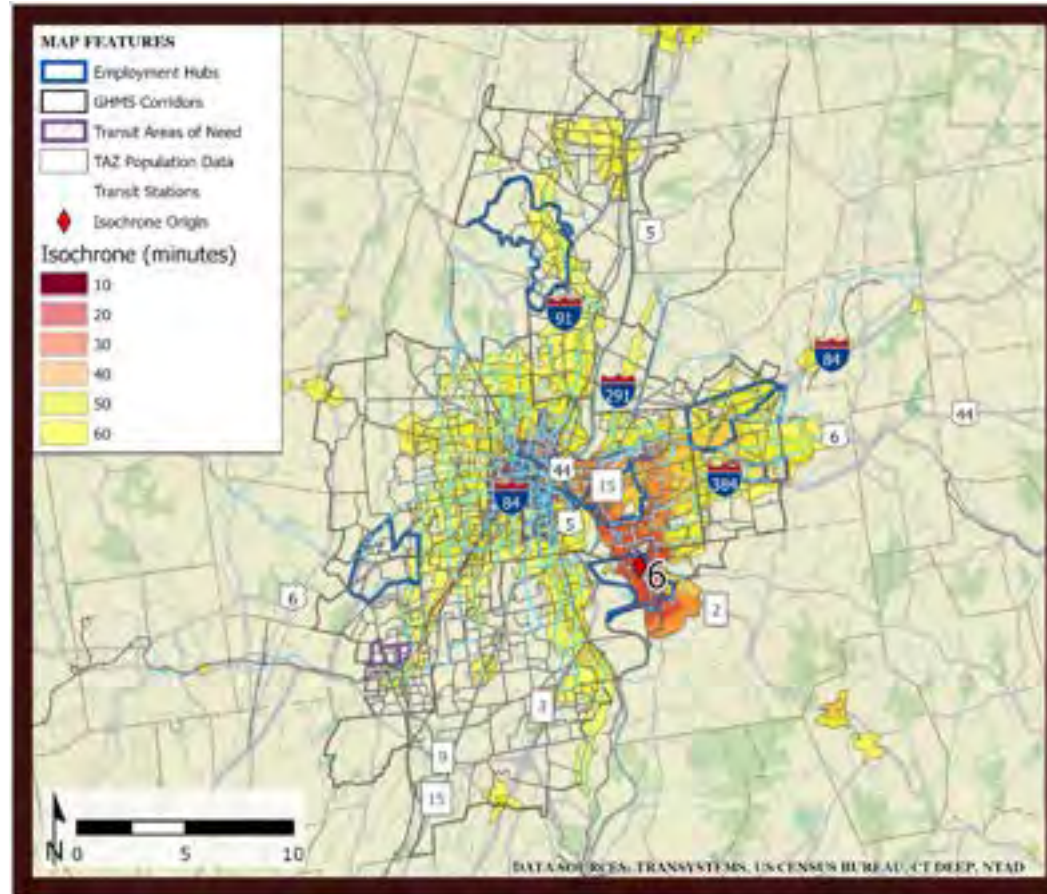 MAP FEATURES
Employment Hubs
GHMS Corridors
Transit Areas of Need
TAZ Population Data
Transit Stations
Isochrone Origin
Isochrone (minutes)
10
20
30
40
50
60
5
91
84
291
44
6
44
15
384
84
5
6
6
2
3
9
15
N 0 5 10
DATA SOURCES: TRANSYSTEMS, US CENSUS BUREAU, CT DEEP, NTAD